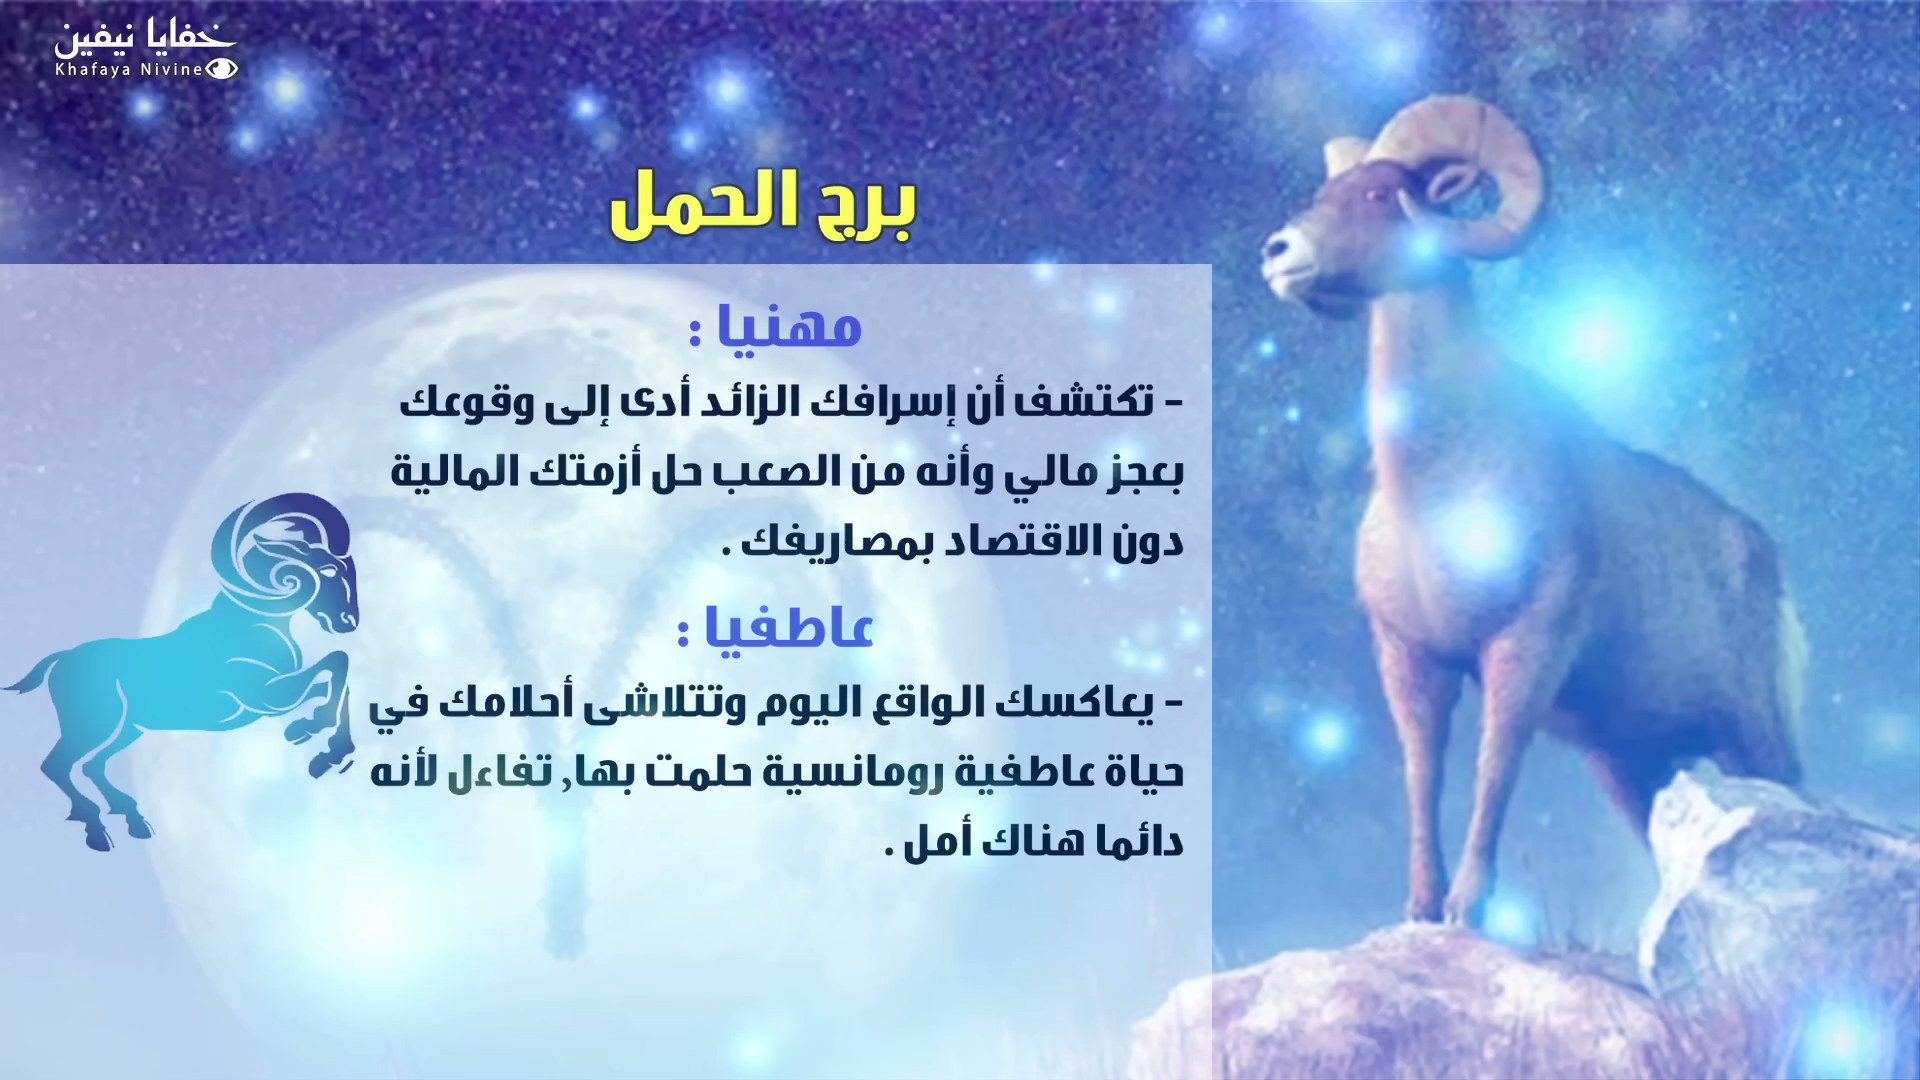 خفايا نيفين
Khafaya Nivine
برج الحمل
مهنيا :
- تكتشف أن إسرافك الزائد أدى إلى وقوعك
بعجز مالي وأنه من الصعب حل أزمتك المالية
دون الاقتصاد بمصاريفك .
عاطفيا :
- يعاكسك الواقع اليوم وتتلاشى أحلامك في
حياة عاطفية رومانسية حلمت بها, تفاءل لأنه
دائما هناك أمل .